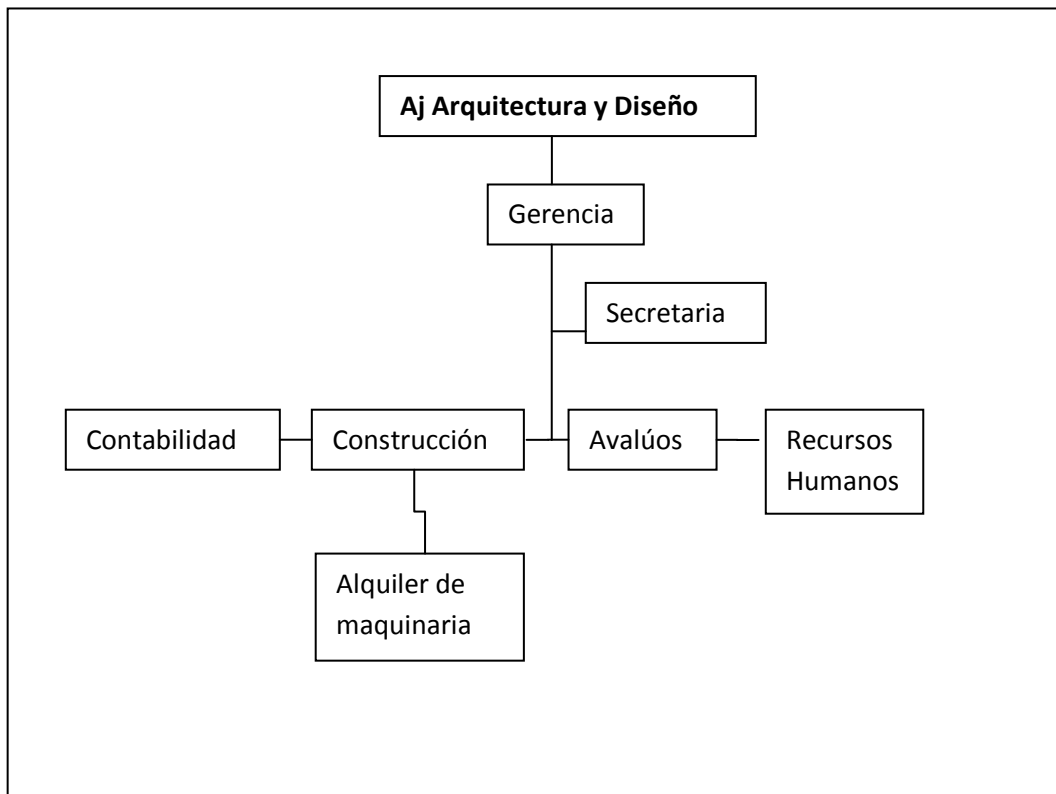 Aj Arquitectura y Diseño
Gerencia
Secretaria
Contabilidad
Construcción
Avalúos
Recursos
Humanos
Alquiler de
maquinaria